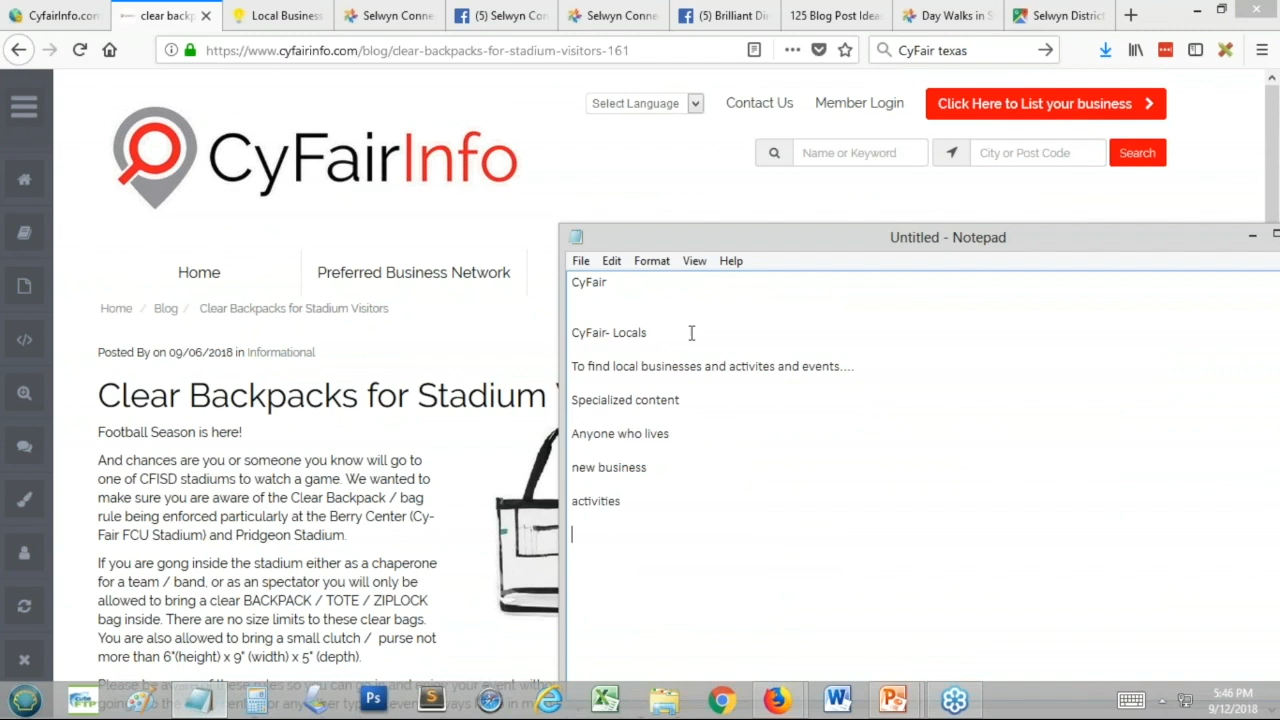 CyfairInfo.com
clear backp
Local Business
Selwyn Conne
(5) Selwyn Co
Selwyn Conne
(5) Brilliant Di
125 Blog Post Idea
Day Walks in S
Selwyn District
https://www.cyfairinfo.com/blog/clear-backpacks-for-stadium-visitors-161
CyFair texas
Select Language
Contact Us
Member Login
Click Here to List your business
CyFairInfo
Name or Keyword
City or Post Code
Search
Home
Preferred Business Network
Home / Blog / Clear Backpacks for Stadium Visitors
Posted By on 09/06/2018 in Informational
Clear Backpacks for Stadium
Football Season is here!
And chances are you or someone you know will go to
one of CFISD stadiums to watch a game. We wanted to
make sure you are aware of the Clear Backpack / bag
rule being enforced particularly at the Berry Center (Cy-
Fair FCU Stadium) and Pridgeon Stadium.
If you are gong inside the stadium either as a chaperone
for a team / band, or as an spectator you will only be
allowed to bring a clear BACKPACK / TOTE / ZIPLOCK
bag inside. There are no size limits to these clear bags.
You are also allowed to bring a small clutch / purse not
more than 6"(height) x 9" (width) x 5" (depth).
Untitled - Notepad
File Edit Format View Help
CyFair
CyFair- Locals
To find local businesses and activites and events....
Specialized content
Anyone who lives
new business
activities
Ps
S
5:46 PM
9/12/2018